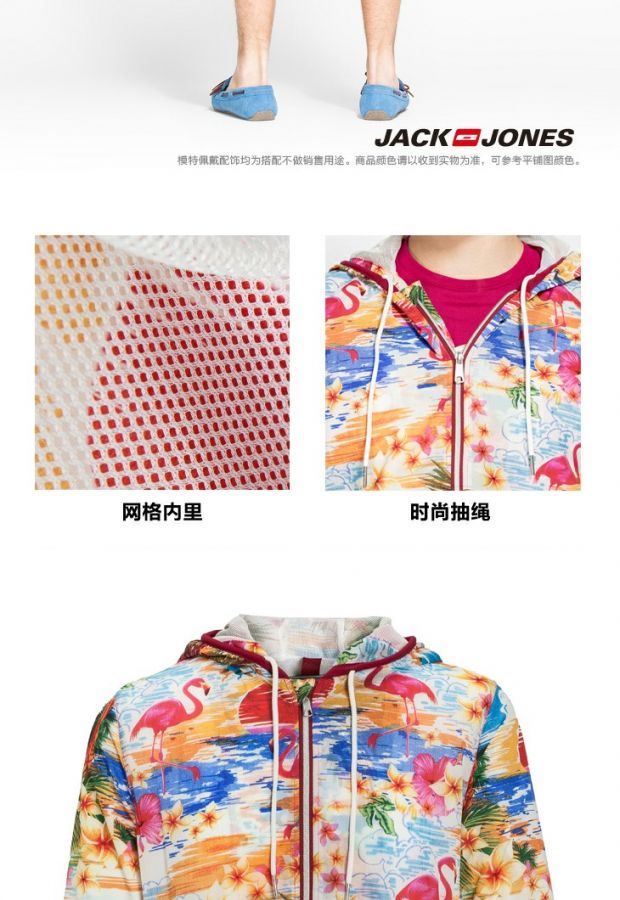 JACK JONES
模特佩戴配饰均为搭配不做销售用途。商品颜色请以收到实物为准，可参考平铺图颜色。
网格内里
时尚抽绳